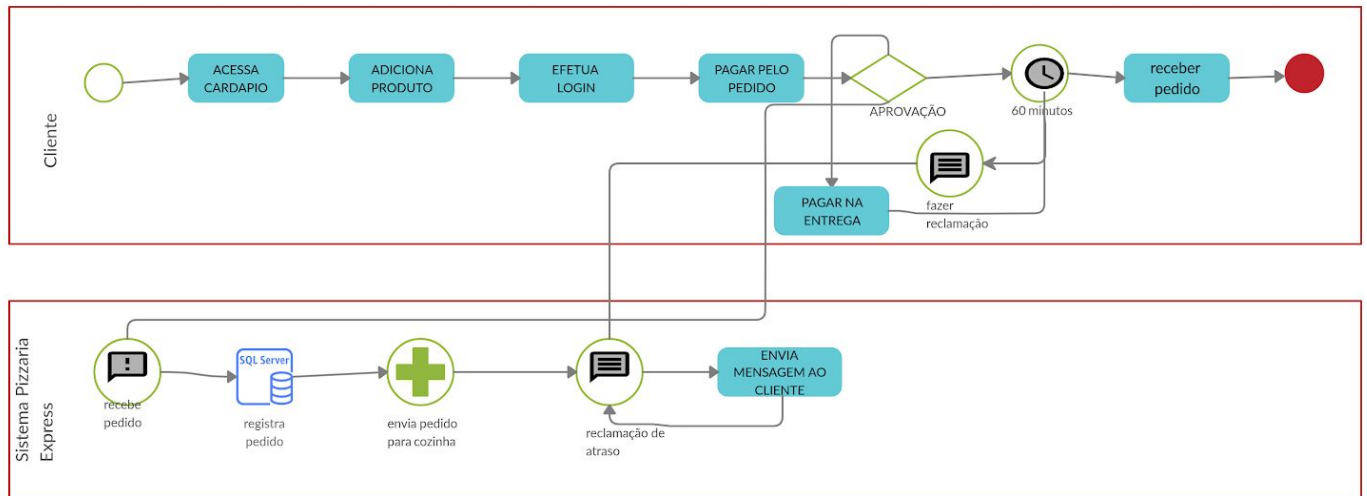 Cliente
ACESSA
CARDAPIO
ADICIONA
PRODUTO
EFETUA
LOGIN
PAGAR PELO
PEDIDO
APROVAÇÃO
60 minutos
receber
pedido
fazer
reclamação
PAGAR NA
ENTREGA
Sistema Pizzaria
Express
recebe
pedido
SQL Server
registra
pedido
envia pedido
para cozinha
reclamação de
atraso
ENVIA
MENSAGEM AO
CLIENTE